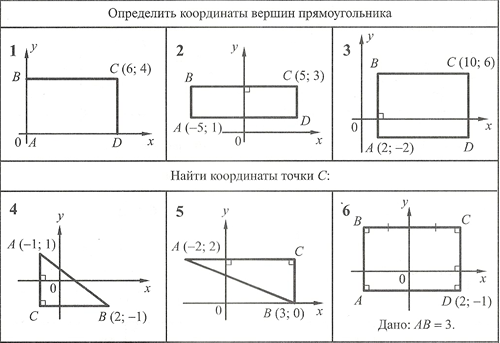 Определить координаты вершин прямоугольника
1
y
B
C (6; 4)
0
A
D
x
2
y
B
C (5; 3)
A (−5; 1)
D
0
x
3
y
B
C (10; 6)
0
x
A (2; −2)
D
Найти координаты точки C:
4
y
A (−1; 1)
0
x
C
B (2; −1)
5
y
A (−2; 2)
C
0
x
B (3; 0)
6
y
B
C
0
x
A
D (2; −1)
Дано: AB = 3.